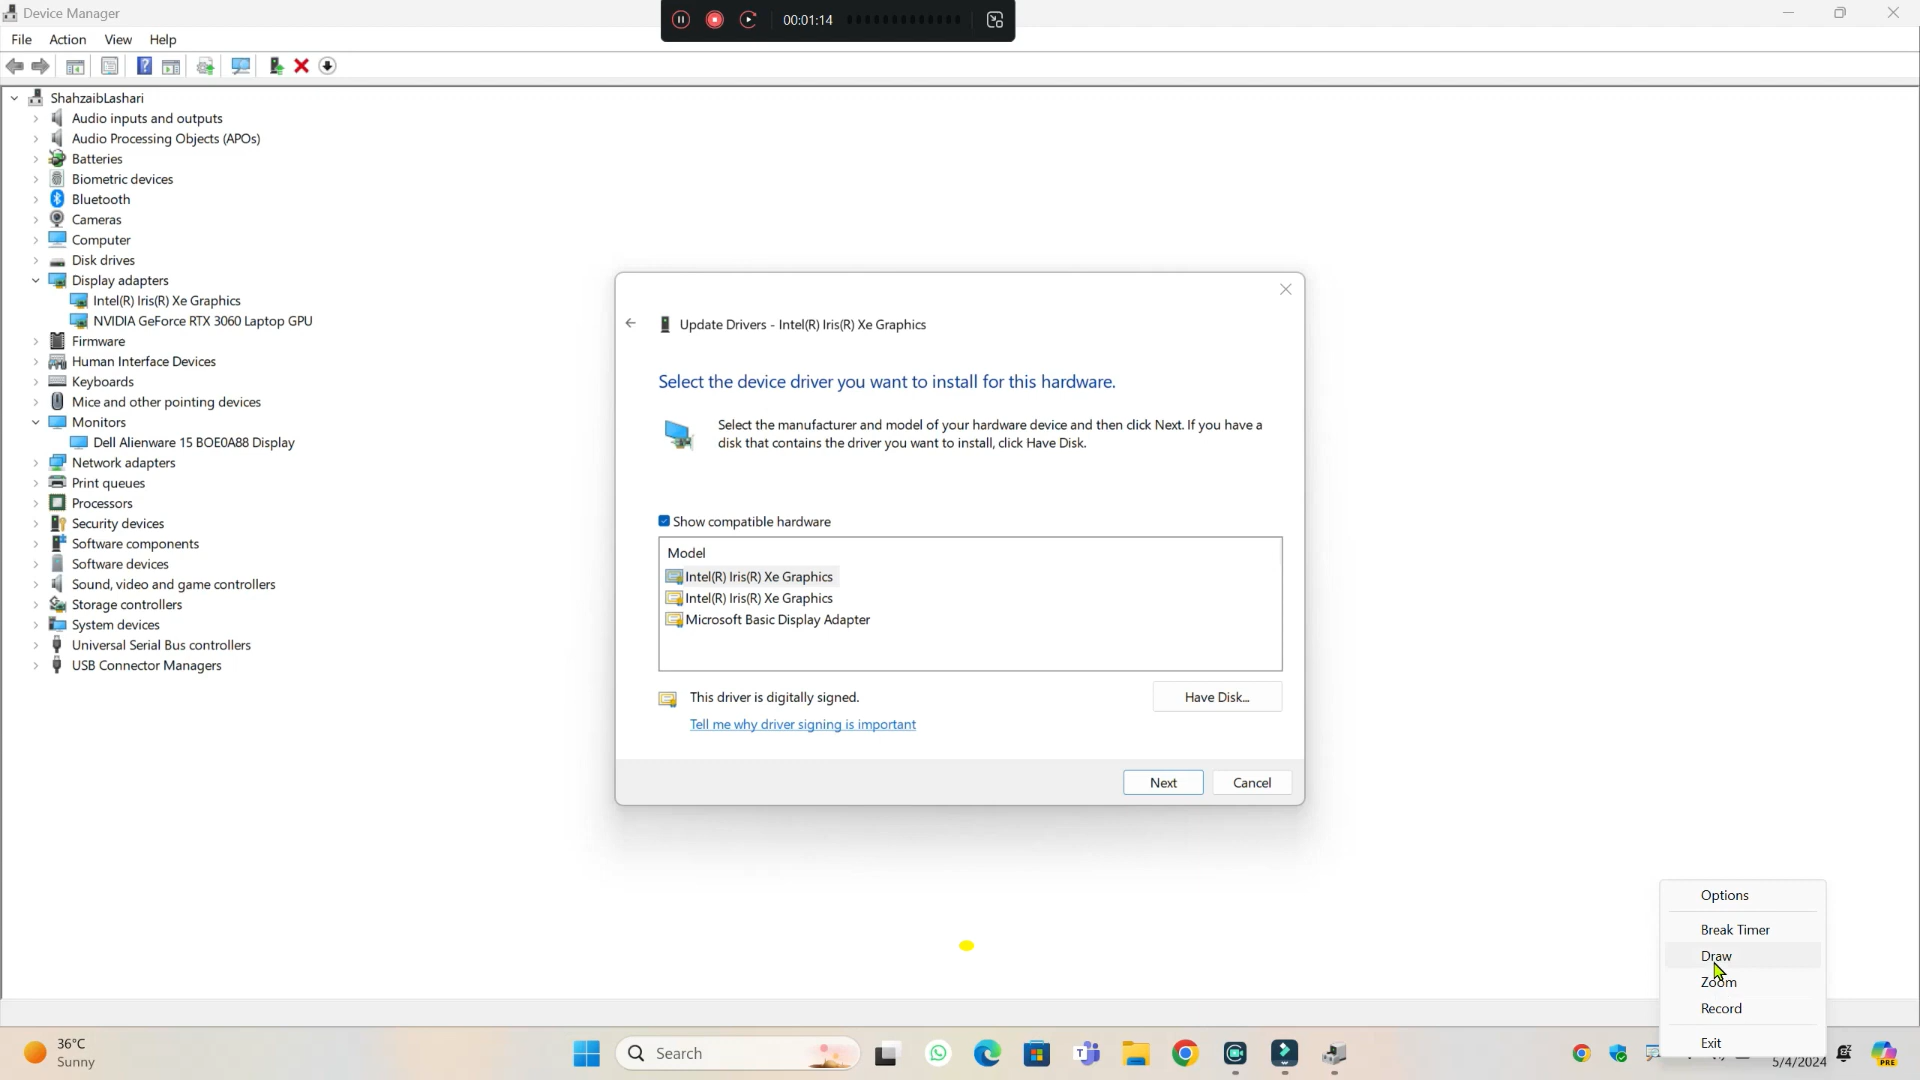 Device Manager
00:01:14
File Action View Help
ShahzaibLashari
Audio inputs and outputs
Audio Processing Objects (APOs)
Batteries
Biometric devices
Bluetooth
Cameras
Computer
Disk drives
Display adapters
Intel(R) Iris(R) Xe Graphics
NVIDIA GeForce RTX 3060 Laptop GPU
Firmware
Human Interface Devices
Keyboards
Mice and other pointing devices
Monitors
Dell Alienware 15 BOE0A88 Display
Network adapters
Print queues
Processors
Security devices
Software components
Software devices
Sound, video and game controllers
Storage controllers
System devices
Universal Serial Bus controllers
USB Connector Managers
Update Drivers - Intel(R) Iris(R) Xe Graphics
Select the device driver you want to install for this hardware.
Select the manufacturer and model of your hardware device and then click Next. If you have a
disk that contains the driver you want to install, click Have Disk.
Show compatible hardware
Model
Intel(R) Iris(R) Xe Graphics
Intel(R) Iris(R) Xe Graphics
Microsoft Basic Display Adapter
This driver is digitally signed.
Have Disk...
Tell me why driver signing is important
Next
Cancel
Options
Break Timer
Draw
Zoom
Record
Exit
36°C
Sunny
Search
5/4/2024
PRE